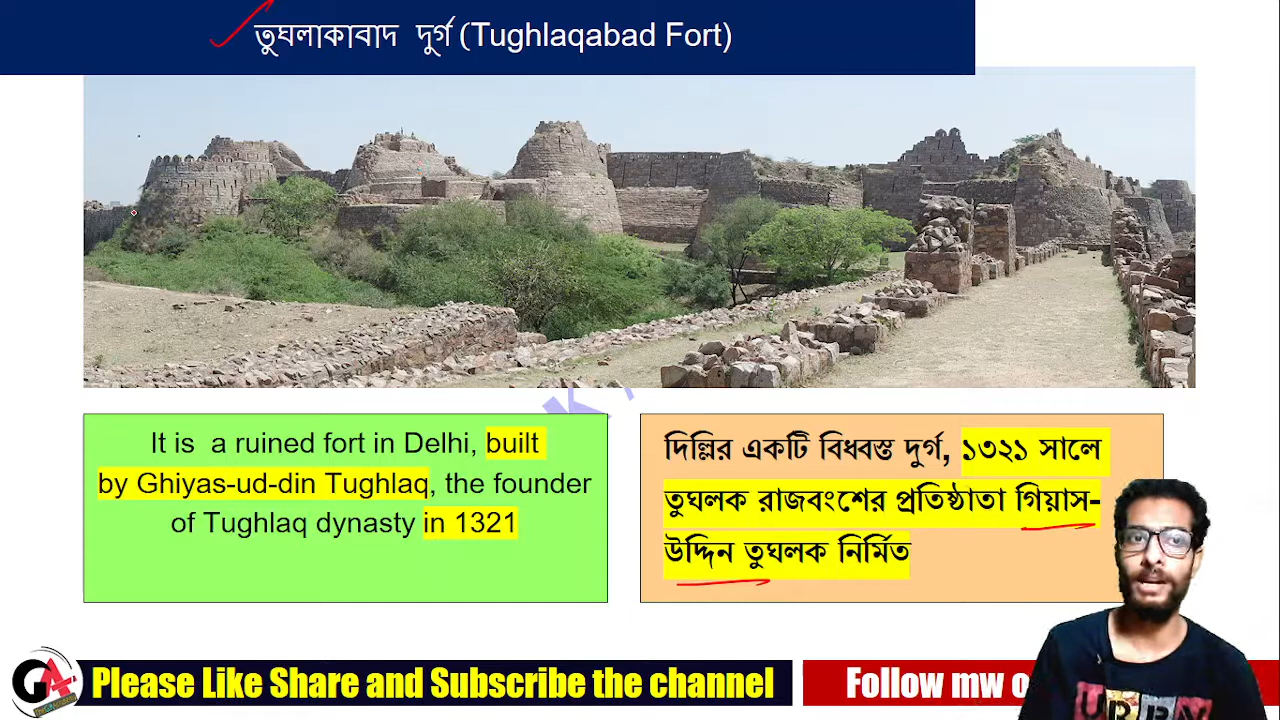 তুঘলাকাবাদ দুর্গ (Tughlaqabad Fort)
It is a ruined fort in Delhi, built
by Ghiyas-ud-din Tughlaq, the founder
of Tughlaq dynasty in 1321
দিল্লির একটি বিধ্বস্ত দুর্গ, ১৩২১ সালে
তুঘলক রাজবংশের প্রতিষ্ঠাতা গিয়াস-
উদ্দিন তুঘলক নির্মিত
GA
Please Like Share and Subscribe the channel
Follow mw o